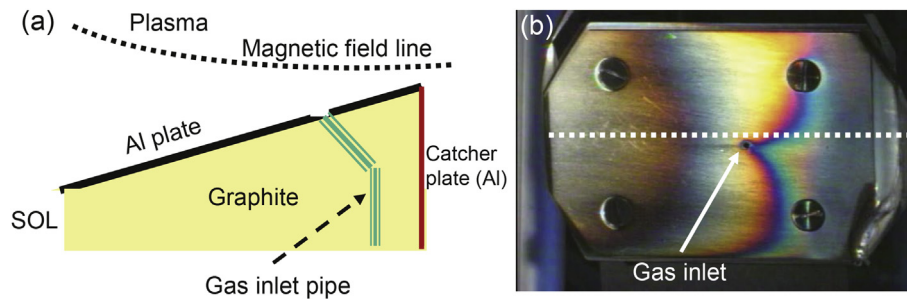 (a)
Plasma
Magnetic field line
Al plate
Catcher
plate (Al)
Graphite
SOL
Gas inlet pipe
(b)
Gas inlet